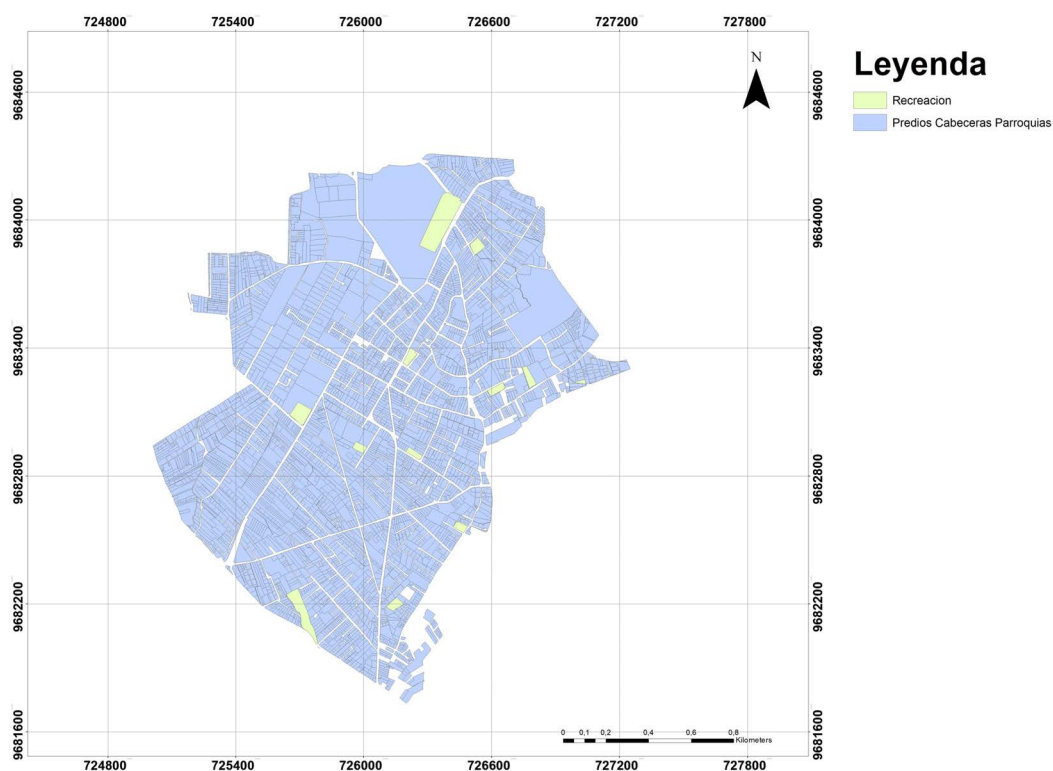 724800 725400 726000 726600 727200 727800
N
Leyenda
Recreacion
Predios Cabeceras Parroquias
9684600 9684600
9684000 9684000
9683400 9683400
9682800 9682800
9682200 9682200
9681600 9681600
0 0,1 0,2 0,4 0,6 0,8
Kilometers
724800 725400 726000 726600 727200 727800